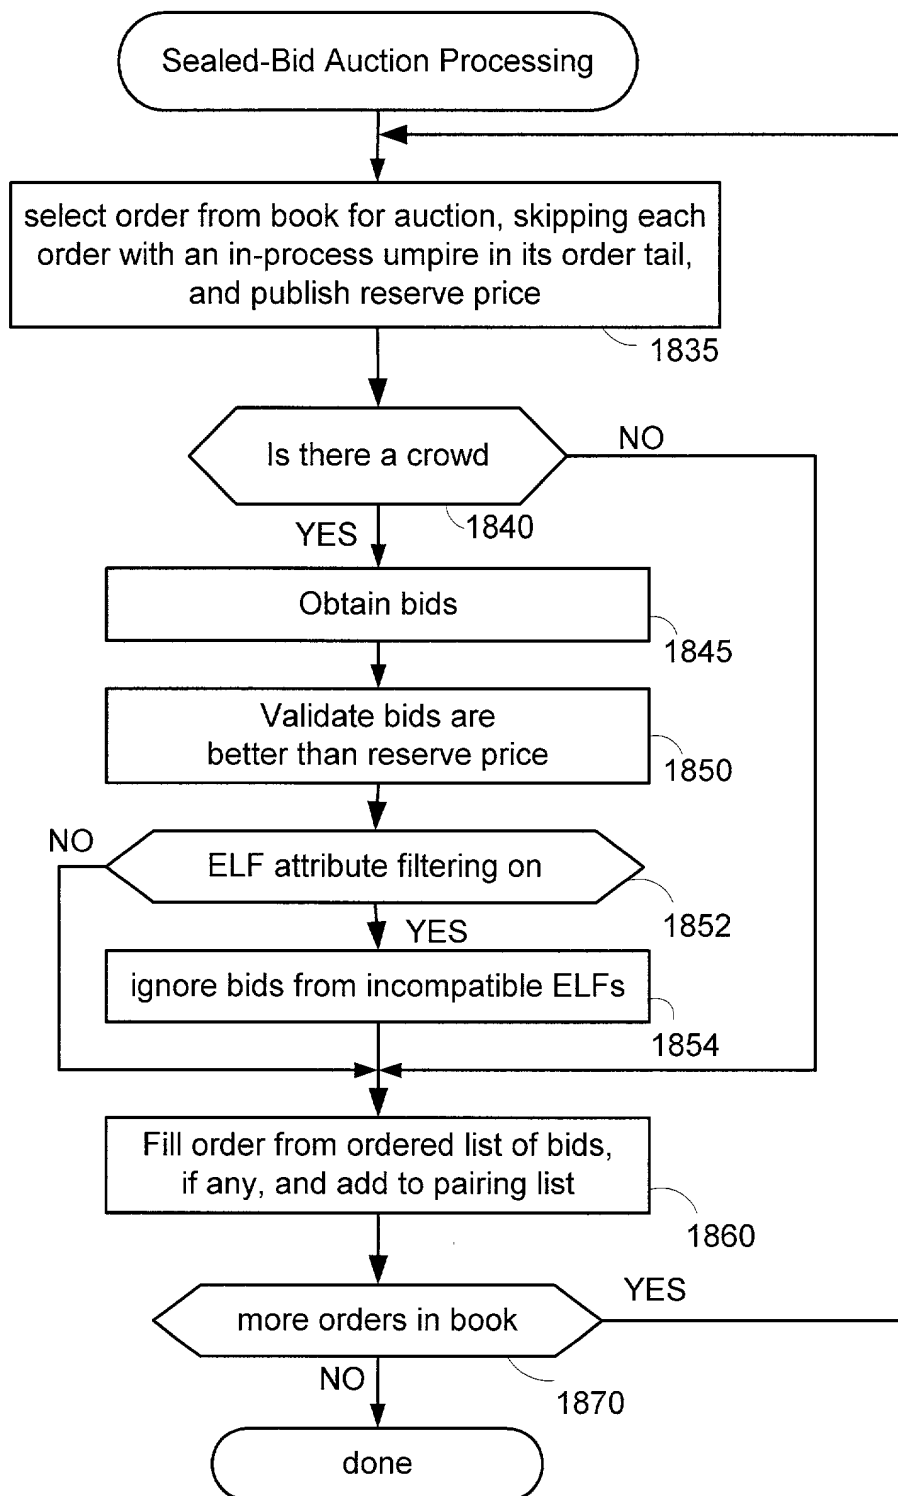 Sealed-Bid Auction Processing
select order from book for auction, skipping each
order with an in-process umpire in its order tail,
and publish reserve price
1835
Is there a crowd
NO
1840
YES
Obtain bids
1845
Validate bids are
better than reserve price
1850
NO
ELF attribute filtering on
1852
YES
ignore bids from incompatible ELFs
1854
Fill order from ordered list of bids,
if any, and add to pairing list
1860
YES
more orders in book
NO
1870
done